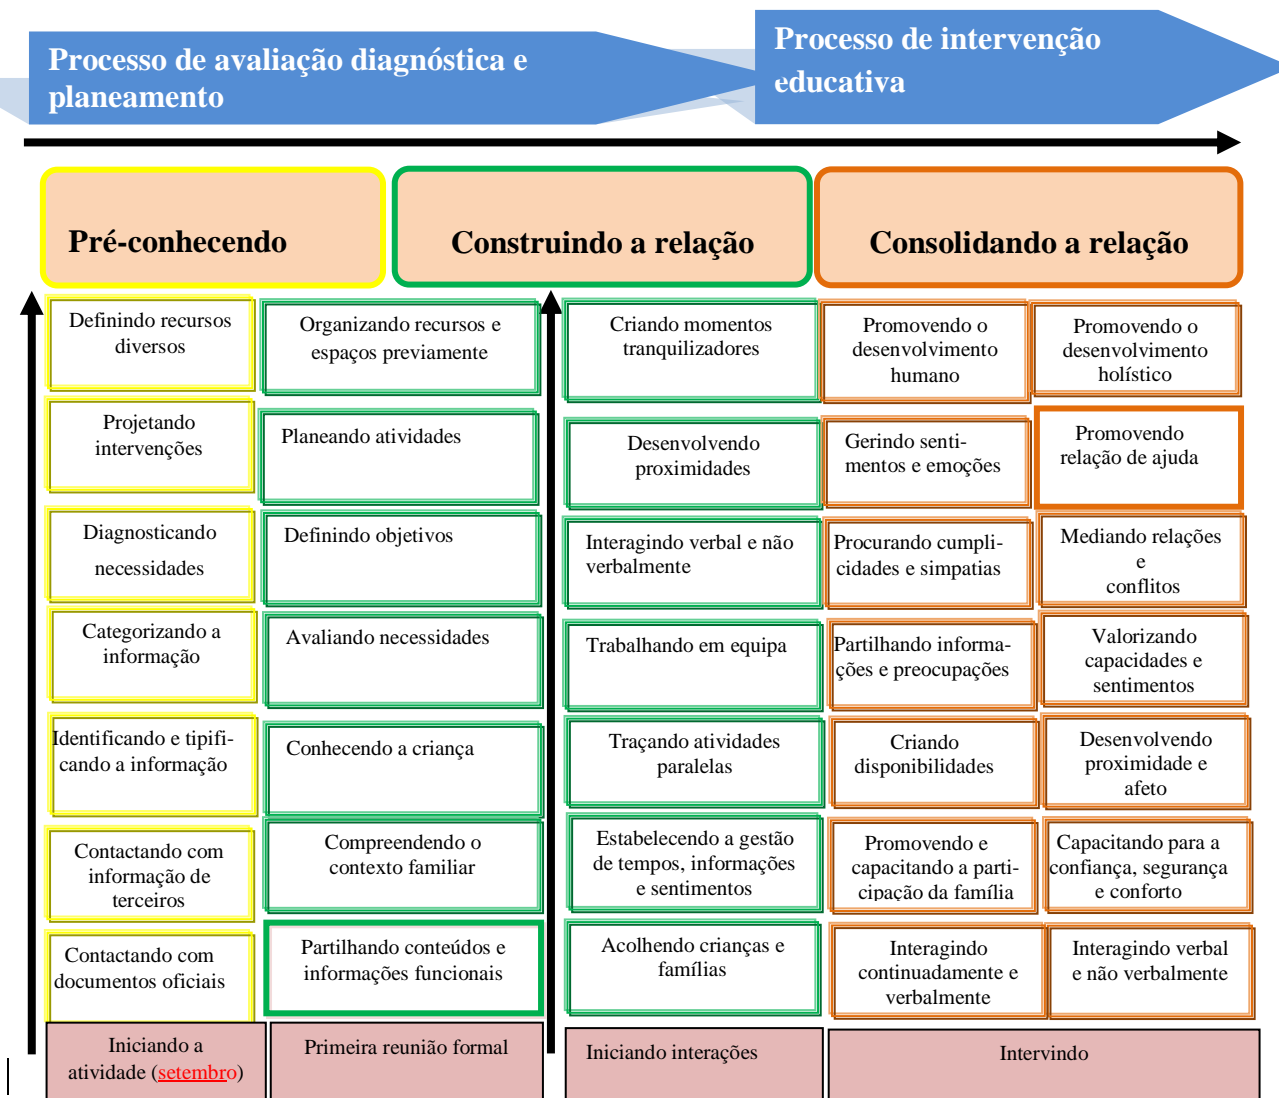 Processo de avaliação diagnóstica e
planeamento
Processo de intervenção
educativa
Pré-conhecendo
Construindo a relação
Consolidando a relação
Definindo recursos
diversos
Projetando
intervenções
Diagnosticando
necessidades
Categorizando a
informação
Identificando e tipifi-
cando a informação
Contactando com
informação de
terceiros
Contactando com
documentos oficiais
Iniciando a
atividade (setembro)
Organizando recursos e
espaços previamente
Planeando atividades
Definindo objetivos
Avaliando necessidades
Conhecendo a criança
Compreendendo o
contexto familiar
Partilhando conteúdos e
informações funcionais
Primeira reunião formal
Criando momentos
tranquilizadores
Desenvolvendo
proximidades
Interagindo verbal e não
verbalmente
Trabalhando em equipa
Traçando atividades
paralelas
Estabelecendo a gestão
de tempos, informações
e sentimentos
Acolhendo crianças e
famílias
Iniciando interações
Promovendo o
desenvolvimento
humano
Gerindo senti-
mentos e emoções
Procurando cumpli-
cidades e simpatias
Partilhando informa-
ções e preocupações
Criando
disponibilidades
Promovendo e
capacitando a parti-
cipação da família
Interagindo
continuadamente e
verbalmente
Promovendo o
desenvolvimento
holístico
Promovendo
relação de ajuda
Mediando relações
e
conflitos
Valorizando
capacidades e
sentimentos
Desenvolvendo
proximidade e
afeto
Capacitando para a
confiança, segurança
e conforto
Interagindo verbal
e não verbalmente
Intervindo